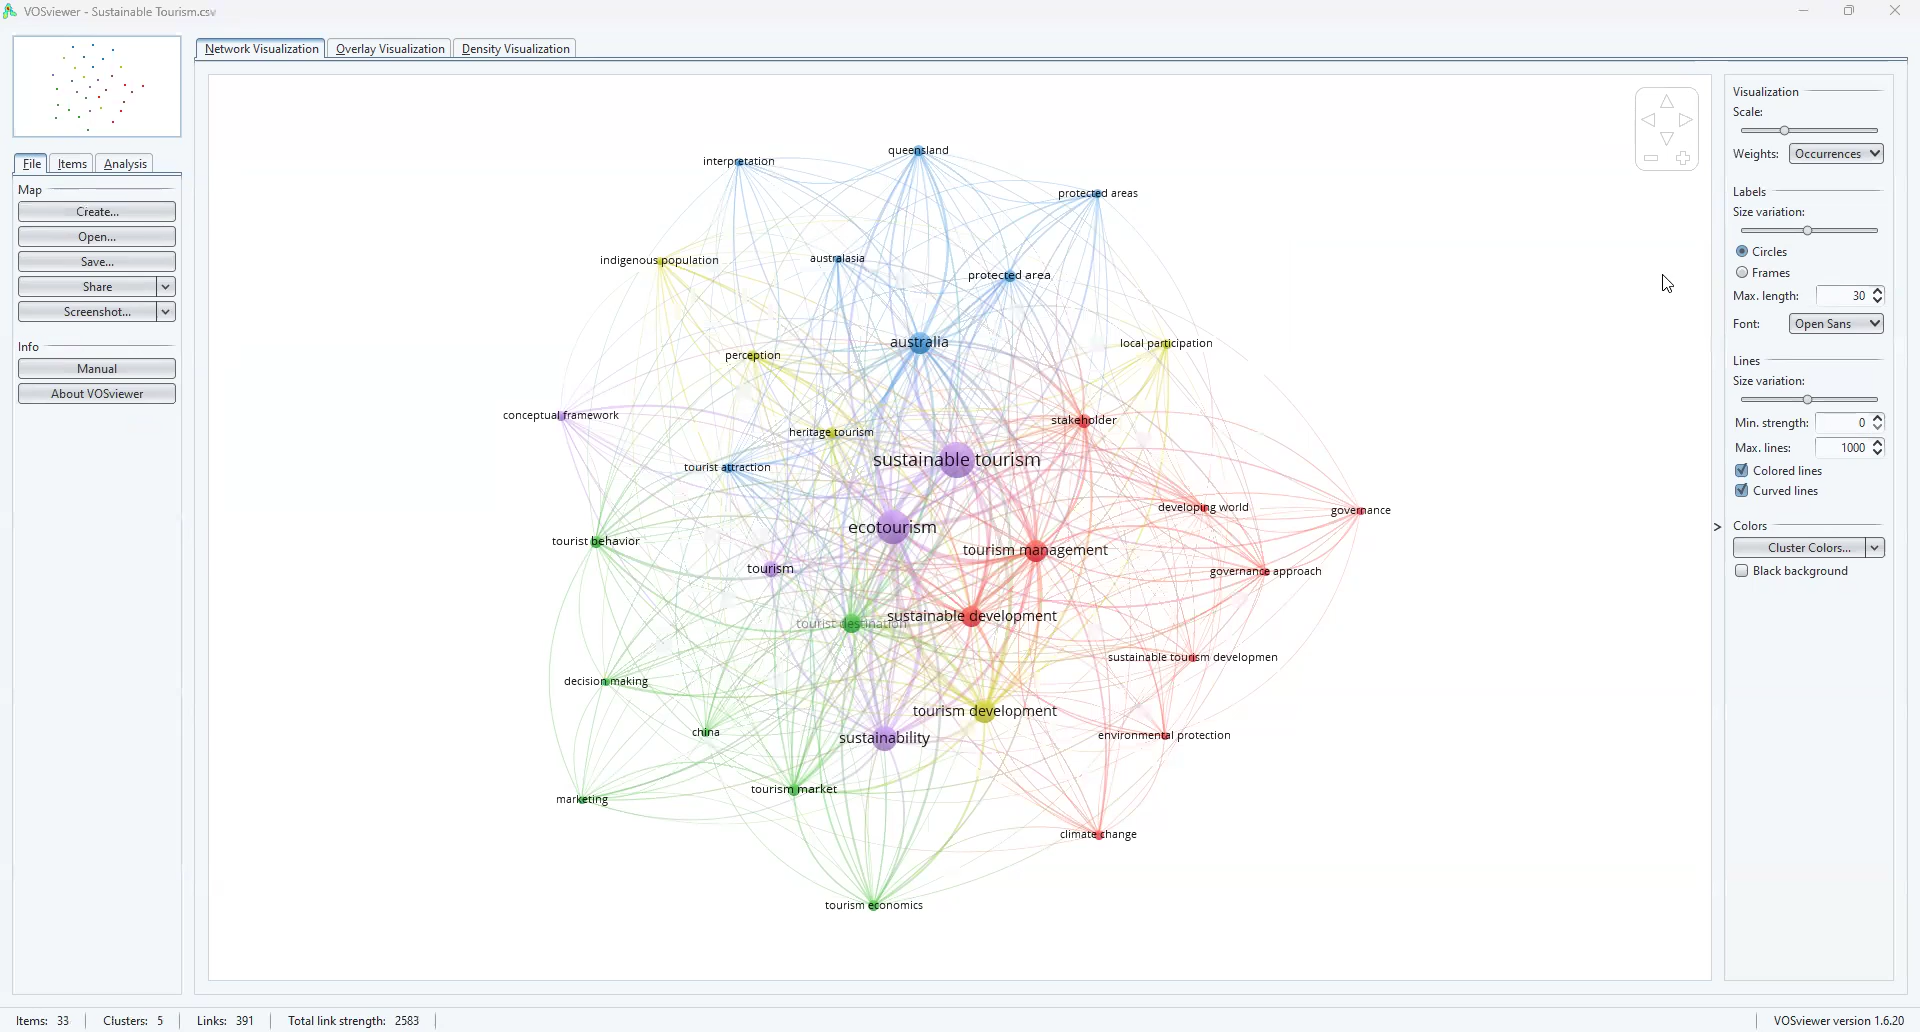 VOSviewer - Sustainable Tourism.csv
Network Visualization
Overlay Visualization
Density Visualization
File
Items
Analysis
Map
Create...
Open...
Save...
Share
Screenshot...
Info
Manual
About VOSviewer
queensland
interpretation
protected areas
indigenous population
australasia
protected area
australia
local participation
perception
conceptual framework
stakeholder
heritage tourism
sustainable tourism
tourist attraction
developing world
governance
ecotourism
tourist behavior
tourism management
tourism
governance approach
sustainable development
tourist destination
sustainable tourism developmen
decision making
tourism development
china
sustainability
environmental protection
tourism market
marketing
climate change
tourism economics
Visualization
Scale:
Weights: Occurrences
Labels
Size variation:
Circles
Frames
Max. length: 30
Font: Open Sans
Lines
Size variation:
Min. strength: 0
Max. lines: 1000
Colored lines
Curved lines
Colors
Cluster Colors...
Black background
Items: 33
Clusters: 5
Links: 391
Total link strength: 2583
VOSviewer version 1.6.20